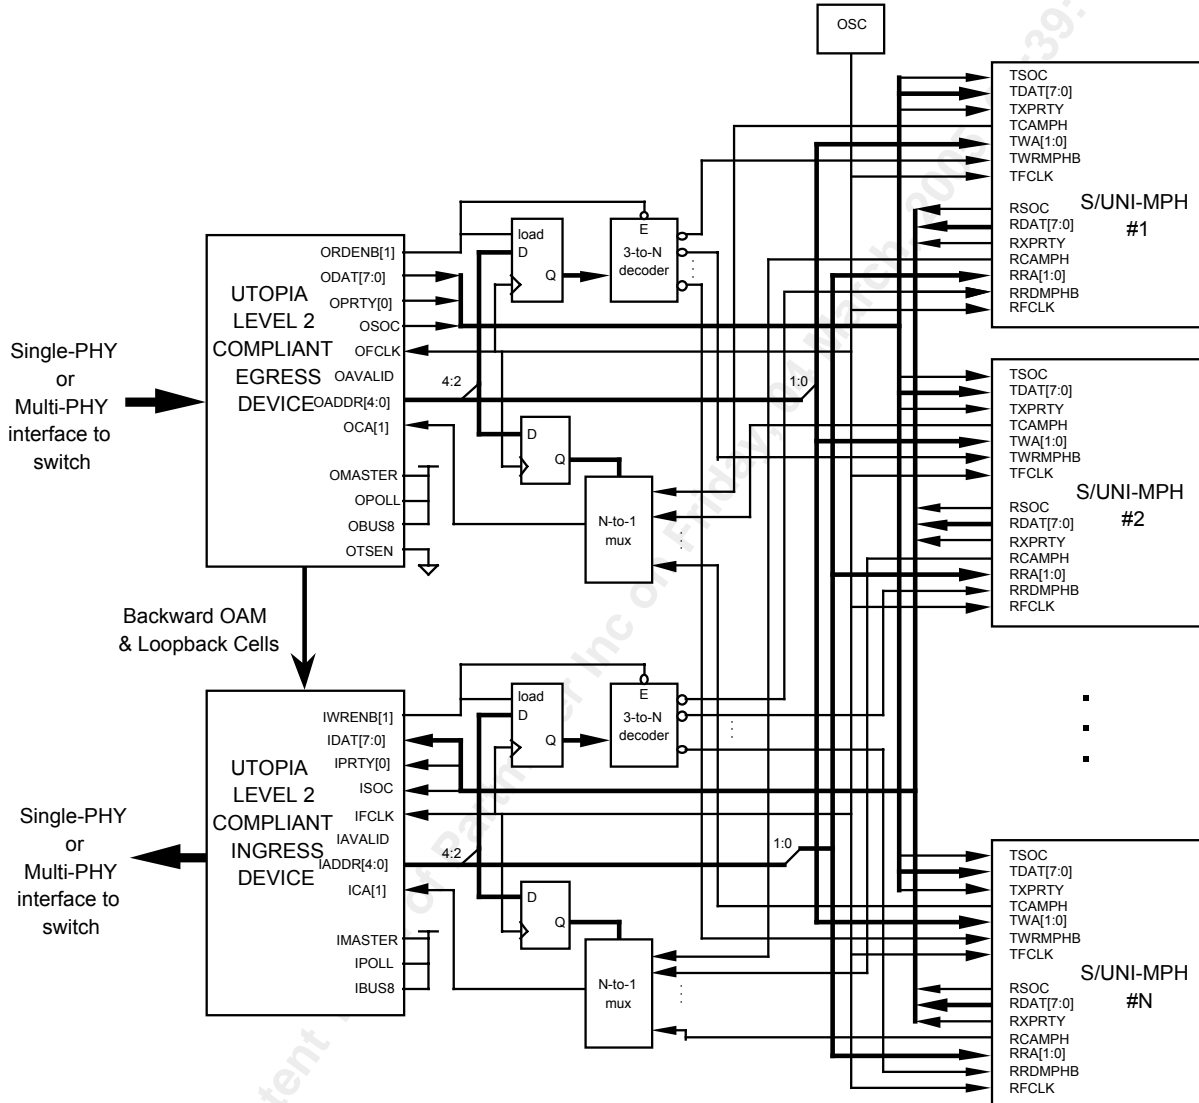 OSC
TSOC
TDAT[7:0]
TXPRTY
TCAMPH
TWA[1:0]
TWRMPHB
TFCLK
RSOC
RDAT[7:0]
RXPRTY
RCAMPH
RRA[1:0]
RRDMPHB
RFCLK
S/UNI-MPH
#1
ORDENB[1]
ODAT[7:0]
OPRTY[0]
OSOC
OFCLK
OAVALID
OADDR[4:0]
OCA[1]
OMASTER
OPOLL
OBUS8
OTSEN
UTOPIA
LEVEL 2
COMPLIANT
EGRESS
DEVICE
Single-PHY
or
Multi-PHY
interface to
switch
load
D
Q
E
3-to-N
decoder
4:2
1:0
D
Q
N-to-1
mux
TSOC
TDAT[7:0]
TXPRTY
TCAMPH
TWA[1:0]
TWRMPHB
TFCLK
RSOC
RDAT[7:0]
RXPRTY
RCAMPH
RRA[1:0]
RRDMPHB
RFCLK
S/UNI-MPH
#2
Backward OAM
& Loopback Cells
IWRENB[1]
IDAT[7:0]
IPRTY[0]
ISOC
IFCLK
IAVALID
IADDR[4:0]
ICA[1]
IMASTER
IPOLL
IBUS8
UTOPIA
LEVEL 2
COMPLIANT
INGRESS
DEVICE
Single-PHY
or
Multi-PHY
interface to
switch
load
D
Q
E
3-to-N
decoder
4:2
1:0
D
Q
N-to-1
mux
TSOC
TDAT[7:0]
TXPRTY
TCAMPH
TWA[1:0]
TWRMPHB
TFCLK
RSOC
RDAT[7:0]
RXPRTY
RCAMPH
RRA[1:0]
RRDMPHB
RFCLK
S/UNI-MPH
#N
of Partminer Inc on Friday, 04 March, 2005